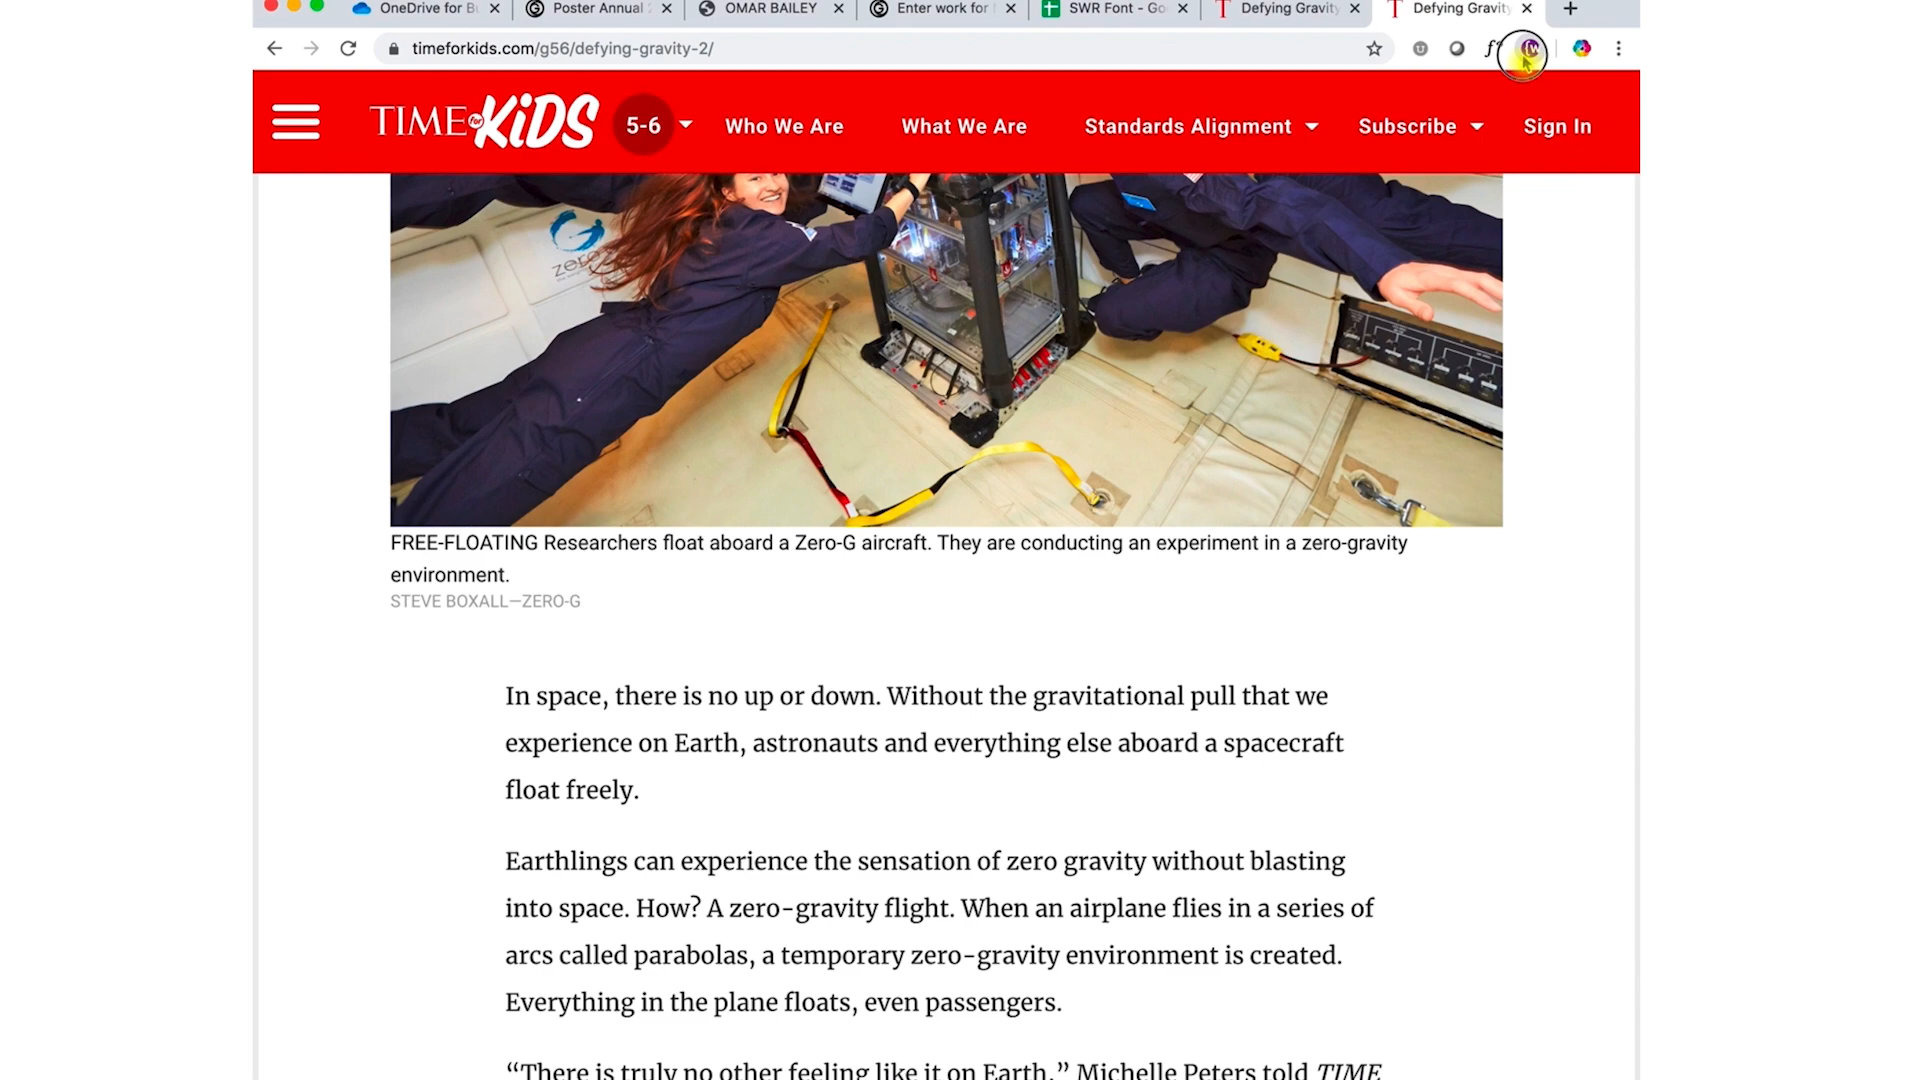 OneDrive for Bu
Poster Annual
OMAR BAILEY
Enter work for
SWR Font - Go
Defying Gravity
Defying Gravity
timeforkids.com/g56/defying-gravity-2/
TIME for KiDS
5-6
Who We Are
What We Are
Standards Alignment
Subscribe
Sign In
zero
FREE-FLOATING Researchers float aboard a Zero-G aircraft. They are conducting an experiment in a zero-gravity
environment.
STEVE BOXALL—ZERO-G
In space, there is no up or down. Without the gravitational pull that we
experience on Earth, astronauts and everything else aboard a spacecraft
float freely.
Earthlings can experience the sensation of zero gravity without blasting
into space. How? A zero-gravity flight. When an airplane flies in a series of
arcs called parabolas, a temporary zero-gravity environment is created.
Everything in the plane floats, even passengers.
“There is truly no other feeling like it on Earth,” Michelle Peters told TIME